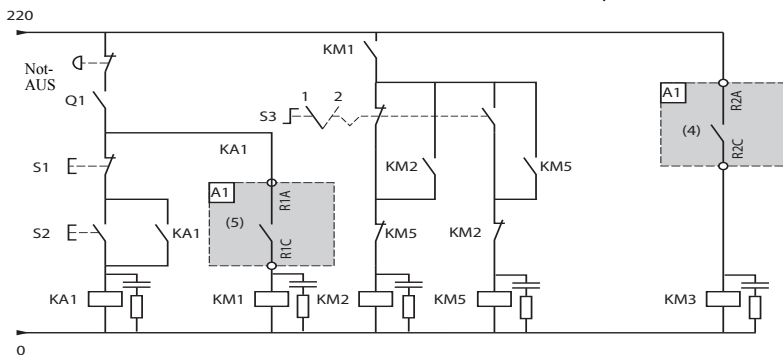 220
Not-
AUS
Q1
S1
S2
KA1
KA1
KA1
A1
(5)
R1A
R1C
KM1
KM1
S3
1
2
KM2
KM5
KM2
KM5
KM2
KM5
A1
(4)
R2A
R2C
KM3
0